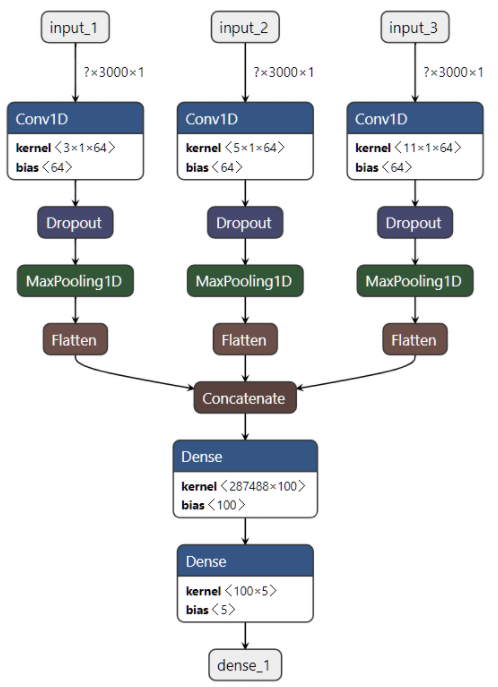 input_1
input_2
input_3
?×3000×1
?×3000×1
?×3000×1
Conv1D
kernel〈3×1×64〉
bias〈64〉
Conv1D
kernel〈5×1×64〉
bias〈64〉
Conv1D
kernel〈11×1×64〉
bias〈64〉
Dropout
Dropout
Dropout
MaxPooling1D
MaxPooling1D
MaxPooling1D
Flatten
Flatten
Flatten
Concatenate
Dense
kernel〈287488×100〉
bias〈100〉
Dense
kernel〈100×5〉
bias〈5〉
dense_1